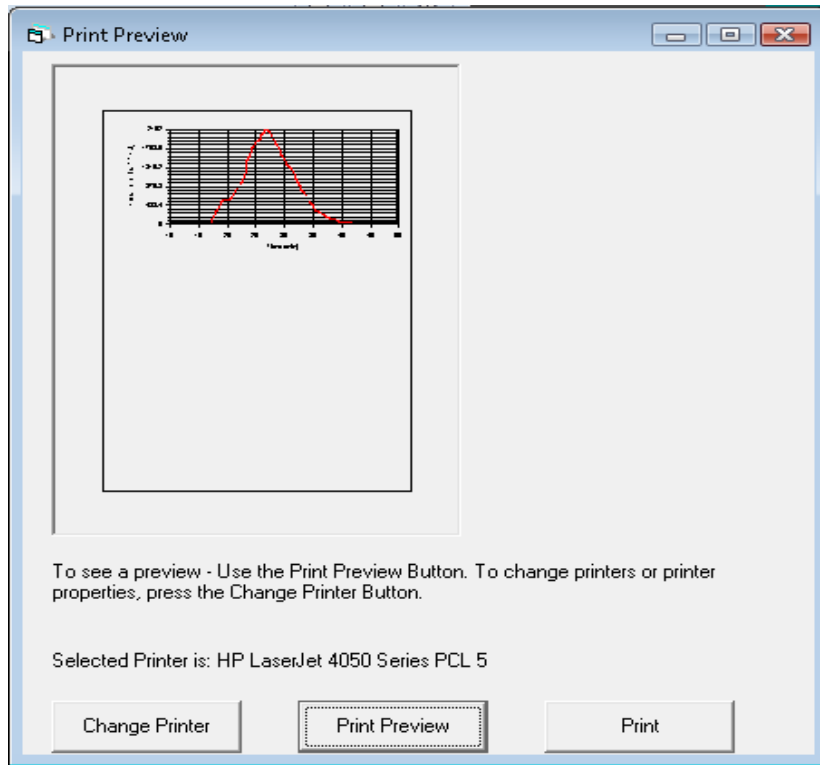 Print Preview
0
To see a preview - Use the Print Preview Button. To change printers or printer
properties, press the Change Printer Button.
Selected Printer is: HP LaserJet 4050 Series PCL 5
Change Printer
Print Preview
Print